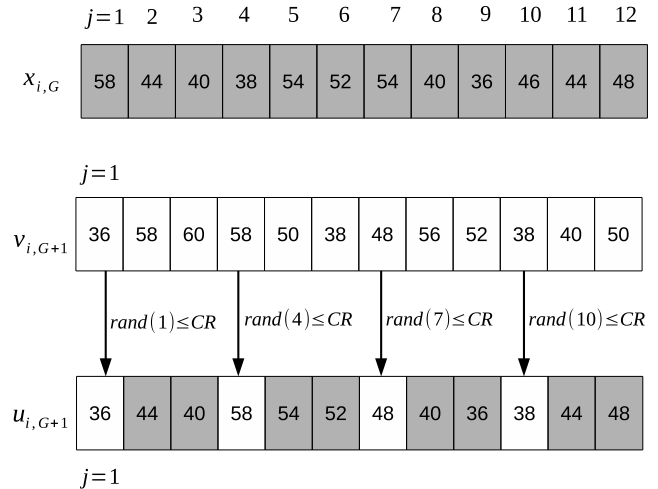 j=1 2 3 4 5 6 7 8 9 10 11 12
x_{i,G} 58 44 40 38 54 52 54 40 36 46 44 48
j=1
v_{i,G+1} 36 58 60 58 50 38 48 56 52 38 40 50
rand(1)≤CR rand(4)≤CR rand(7)≤CR rand(10)≤CR
u_{i,G+1} 36 44 40 58 54 52 48 40 36 38 44 48
j=1